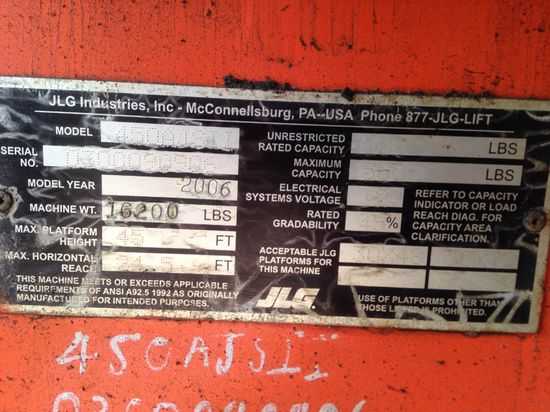 JLG Industries, Inc - McConnellsburg, PA--USA Phone 877-JLG-LIFT
MODEL
SERIAL
NO.
MODEL YEAR 2006
MACHINE WT. 16200 LBS
MAX. PLATFORM
HEIGHT 45 FT
MAX. HORIZONTAL
REACH FT
THIS MACHINE MEETS OR EXCEEDS APPLICABLE
REQUIREMENTS OF ANSI A92.5 1992 AS ORIGINALLY
MANUFACTURED FOR INTENDED PURPOSES.
UNRESTRICTED
RATED CAPACITY LBS
MAXIMUM
CAPACITY LBS
ELECTRICAL
SYSTEMS VOLTAGE
RATED
GRADABILITY %
REFER TO CAPACITY
INDICATOR OR LOAD
REACH DIAG. FOR
CAPACITY AREA
CLARIFICATION.
ACCEPTABLE JLG
PLATFORMS FOR
THIS MACHINE
JLG
USE OF PLATFORMS OTHER THAN
THOSE LISTED IS PROHIBITED.
450AJSII